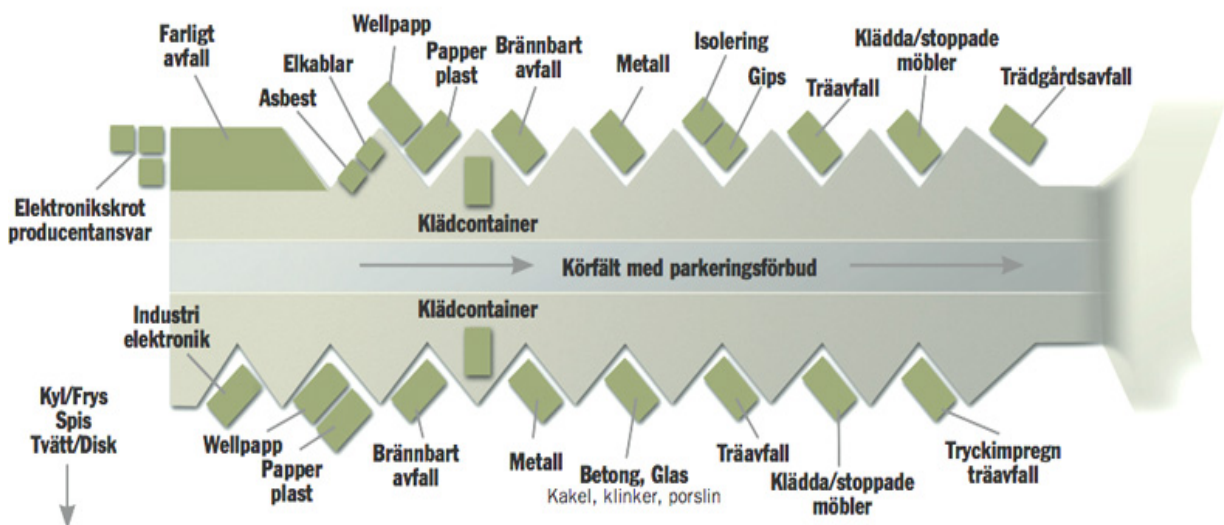 Farligt
avfall
Elkablar
Asbest
Wellpapp
Papper
plast
Brännbart
avfall
Metall
Isolering
Gips
Träavfall
Klädda/stoppade
möbler
Trädgårdsavfall
Elektronikskrot
producentansvar
Klädcontainer
Körfält med parkeringsförbud
Klädcontainer
Industri
elektronik
Kyl/Frys
Spis
Tvätt/Disk
Wellpapp
Papper
plast
Brännbart
avfall
Metall
Betong, Glas
Kakel, klinker, porslin
Träavfall
Klädda/stoppade
möbler
Tryckimpregn
träavfall